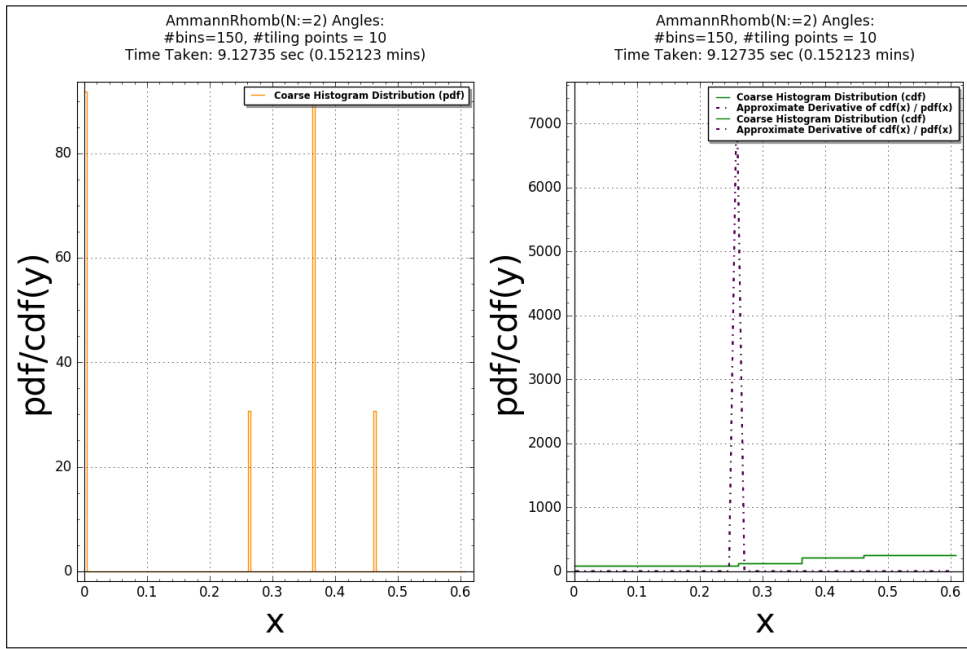 AmmannRhomb(N:=2) Angles:
#bins=150, #tiling points = 10
Time Taken: 9.12735 sec (0.152123 mins)
Coarse Histogram Distribution (pdf)
80
60
40
20
0
pdf/cdf(y)
0
0.1
0.2
0.3
0.4
0.5
0.6
X
AmmannRhomb(N:=2) Angles:
#bins=150, #tiling points = 10
Time Taken: 9.12735 sec (0.152123 mins)
Coarse Histogram Distribution (cdf)
Approximate Derivative of cdf(x) / pdf(x)
Coarse Histogram Distribution (cdf)
Approximate Derivative of cdf(x) / pdf(x)
7000
6000
5000
4000
3000
2000
1000
0
pdf/cdf(y)
0
0.1
0.2
0.3
0.4
0.5
0.6
X